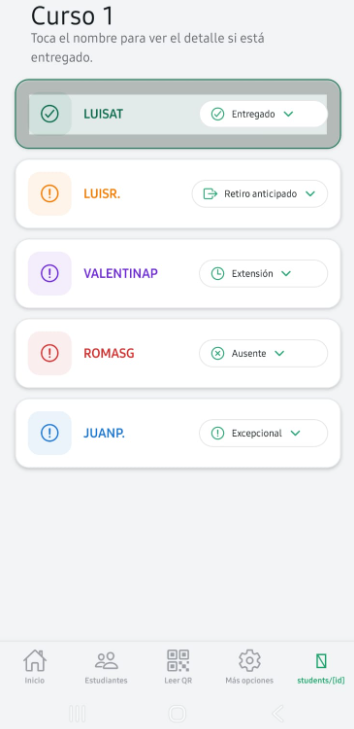 Curso 1
Toca el nombre para ver el detalle si está
entregado.
LUISAT
Entregado
LUISR.
Retiro anticipado
VALENTINAP
Extensión
ROMASG
Ausente
JUANP.
Excepcional
Inicio
Estudiantes
Leer QR
Más opciones
students/[id]